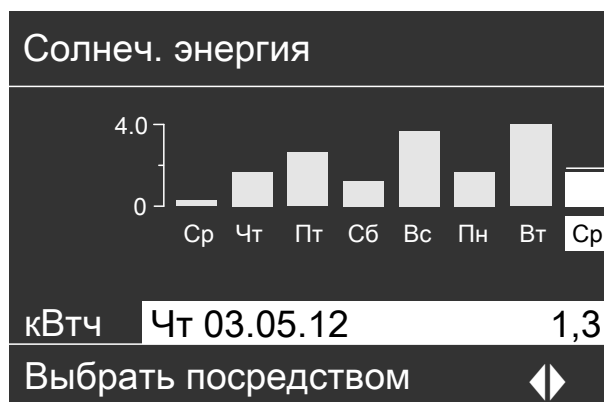 Солнеч. энергия
4.0
0
Ср Чт Пт Сб Вс Пн Вт Ср
кВтч Чт 03.05.12 1,3
Выбрать посредством